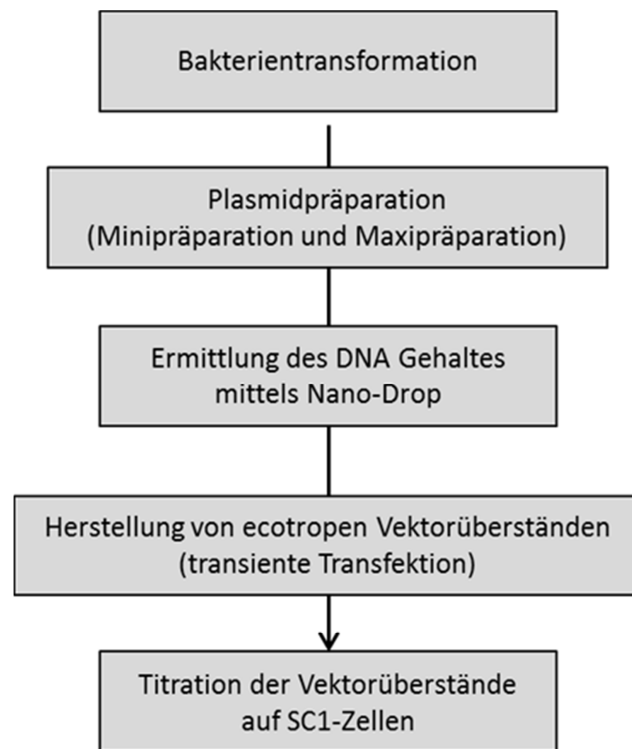 Bakterientransformation
Plasmidpräparation
(Minipräparation und Maxipräparation)
Ermittlung des DNA Gehaltes
mittels Nano-Drop
Herstellung von ecotropen Vektorüberständen
(transiente Transfektion)
Titration der Vektorüberstände
auf SC1-Zellen